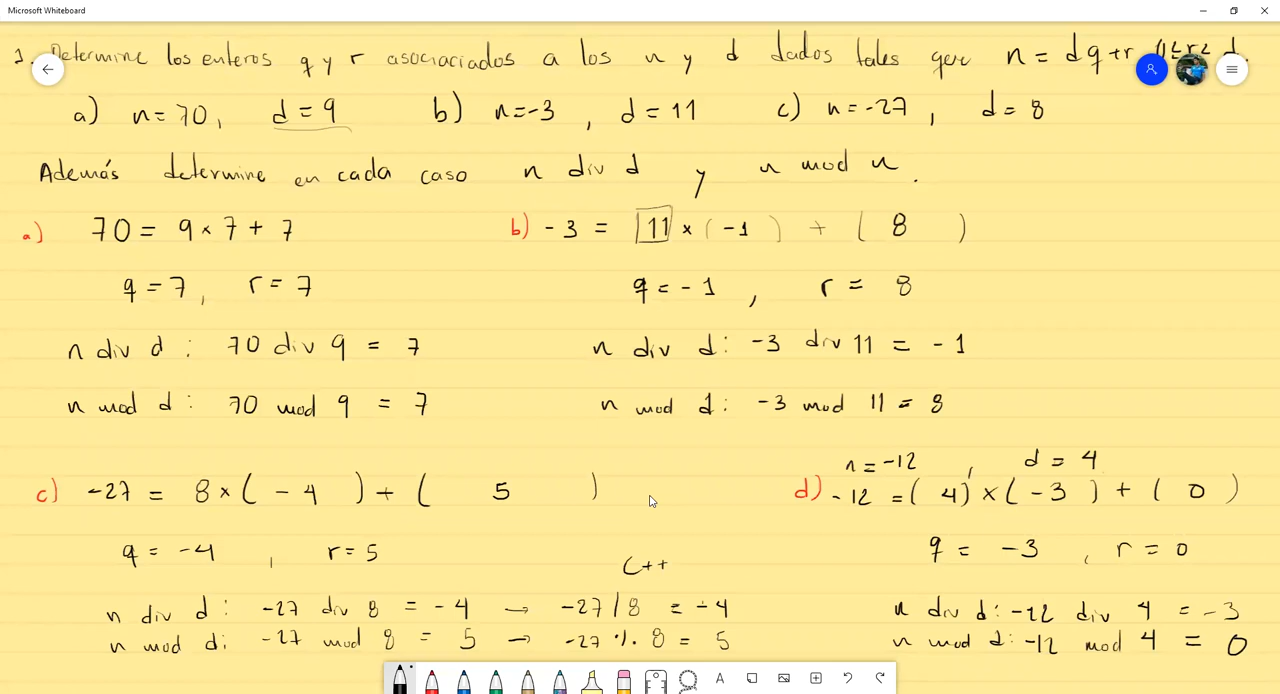 Microsoft Whiteboard
1. Determine los enteros q y r asociariados a los n y d dados tales que n = dq+r 0≤r< d.
a) n = 70, d = 9 b) n=-3 , d = 11 c) n = -27 , d = 8
Además determine en cada caso n div d y n mod n .
a) 70 = 9 × 7 + 7
b) -3 = 11 × ( -1 ) + ( 8 )
q = 7 , r = 7
q = - 1 , r = 8
n div d : 70 div 9 = 7
n div d: -3 div 11 = - 1
n mod d: 70 mod 9 = 7
n mod d: -3 mod 11 = 8
n = -12 , d = 4
c) -27 = 8 × ( - 4 ) + ( 5 )
d) -12 = ( 4) × ( -3 ) + ( 0 )
q = -4 , r = 5
q = -3 , r = 0
C++
n div d : -27 div 8 = - 4 → -27 / 8 = -4
n div d: -12 div 4 = -3
n mod d: -27 mod 8 = 5 → -27 % 8 = 5
n mod d: -12 mod 4 = 0
A